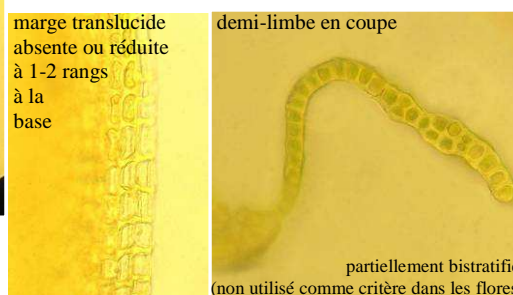 marge translucide
absente ou réduite
à 1-2 rangs
à la
base
demi-limbe en coupe
partiellement bistratifi
(non utilisé comme critère dans les flores